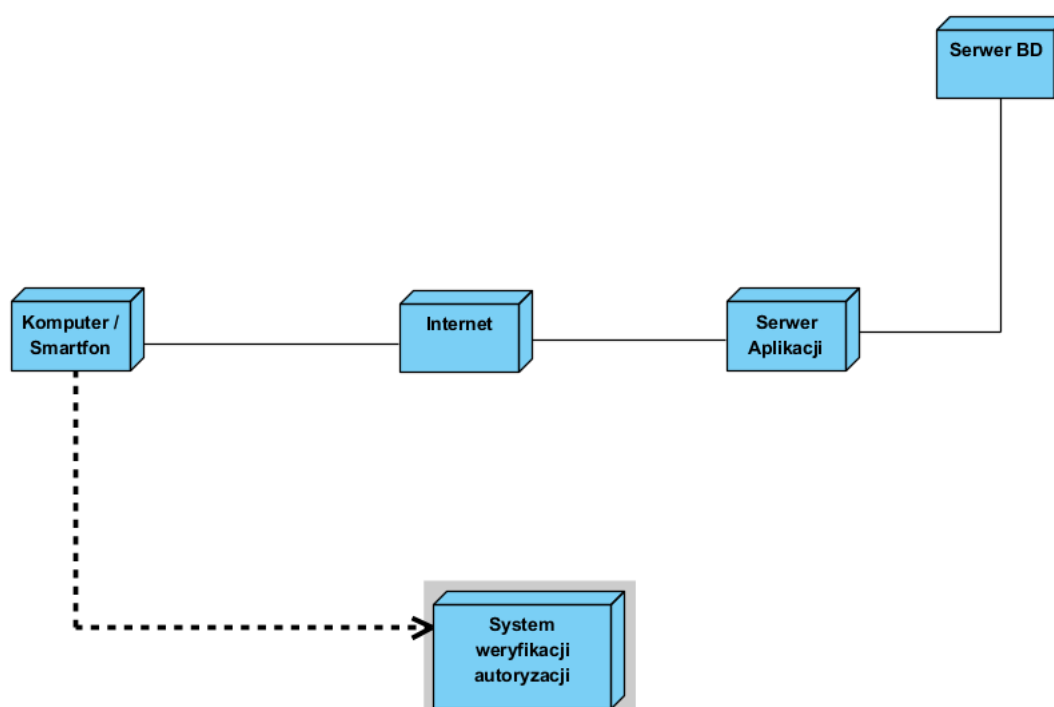 Serwer BD
Komputer /
Smartfon
Internet
Serwer
Aplikacji
System
weryfikacji
autoryzacji